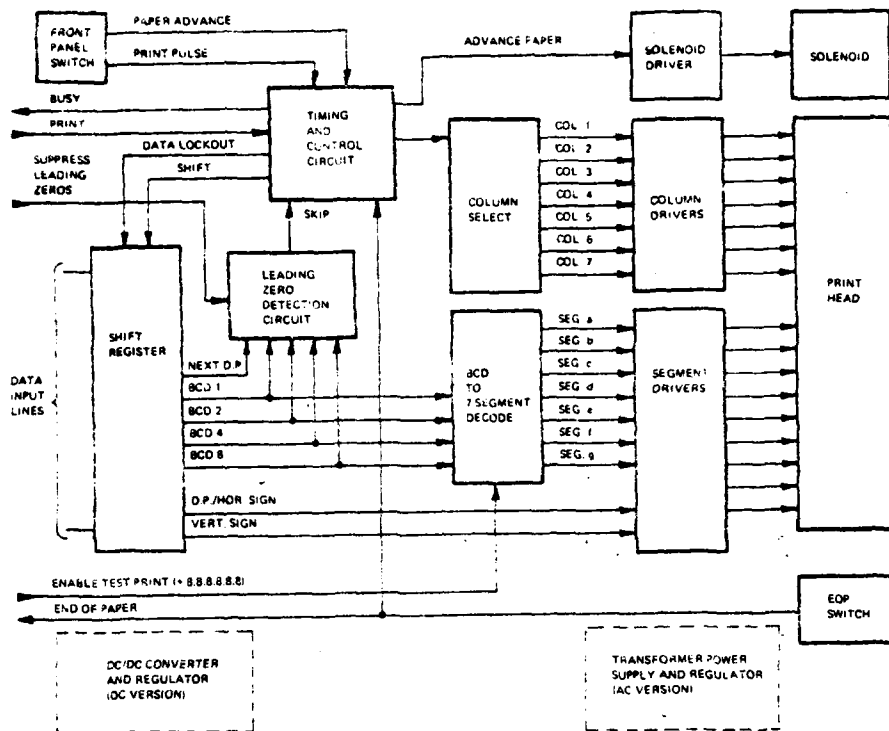 FRONT
PANEL
SWITCH
PAPER ADVANCE
PRINT PULSE
BUSY
PRINT
DATA LOCKOUT
SHIFT
SUPPRESS
LEADING
ZEROS
TIMING
AND
CONTROL
CIRCUIT
SKIP
ADVANCE PAPER
SOLENOID
DRIVER
SOLENOID
COLUMN
SELECT
COL. 1
COL. 2
COL. 3
COL. 4
COL. 5
COL. 6
COL. 7
COLUMN
DRIVERS
PRINT
HEAD
LEADING
ZERO
DETECTION
CIRCUIT
DATA
INPUT
LINES
SHIFT
REGISTER
NEXT D.P.
BCD 1
BCD 2
BCD 4
BCD 8
D.P./HOR. SIGN
VERT. SIGN
BCD
TO
7 SEGMENT
DECODE
SEG. a
SEG. b
SEG. c
SEG. d
SEG. e
SEG. f
SEG. g
SEGMENT
DRIVERS
ENABLE TEST PRINT (+ 8.8.8.8.8.8)
END OF PAPER
EOP
SWITCH
DC/DC CONVERTER
AND REGULATOR
(DC VERSION)
TRANSFORMER POWER
SUPPLY AND REGULATOR
(AC VERSION)